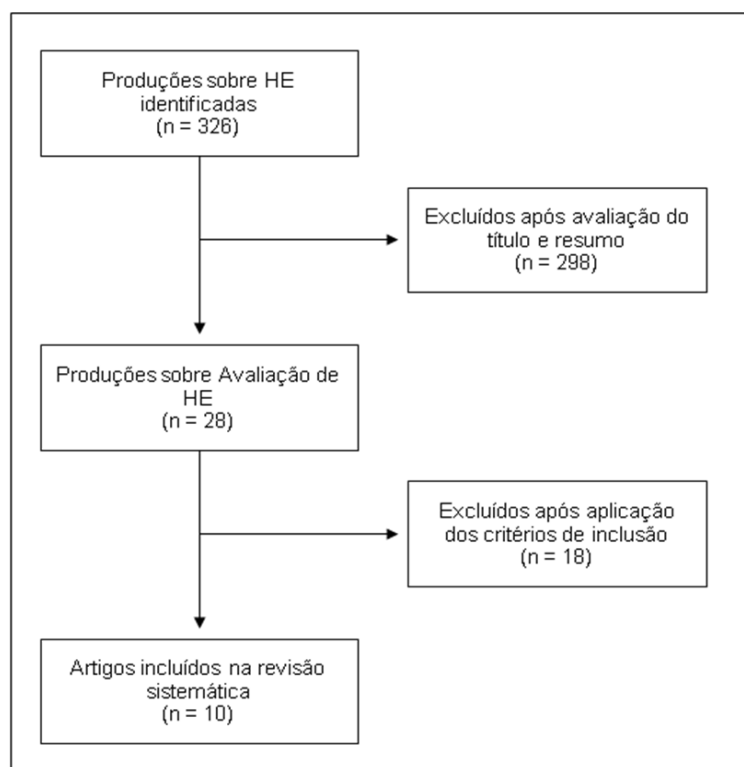 Produções sobre HE
identificadas
(n = 326)
Excluídos após avaliação do
título e resumo
(n = 298)
Produções sobre Avaliação de
HE
(n = 28)
Excluídos após aplicação
dos critérios de inclusão
(n = 18)
Artigos incluídos na revisão
sistemática
(n = 10)